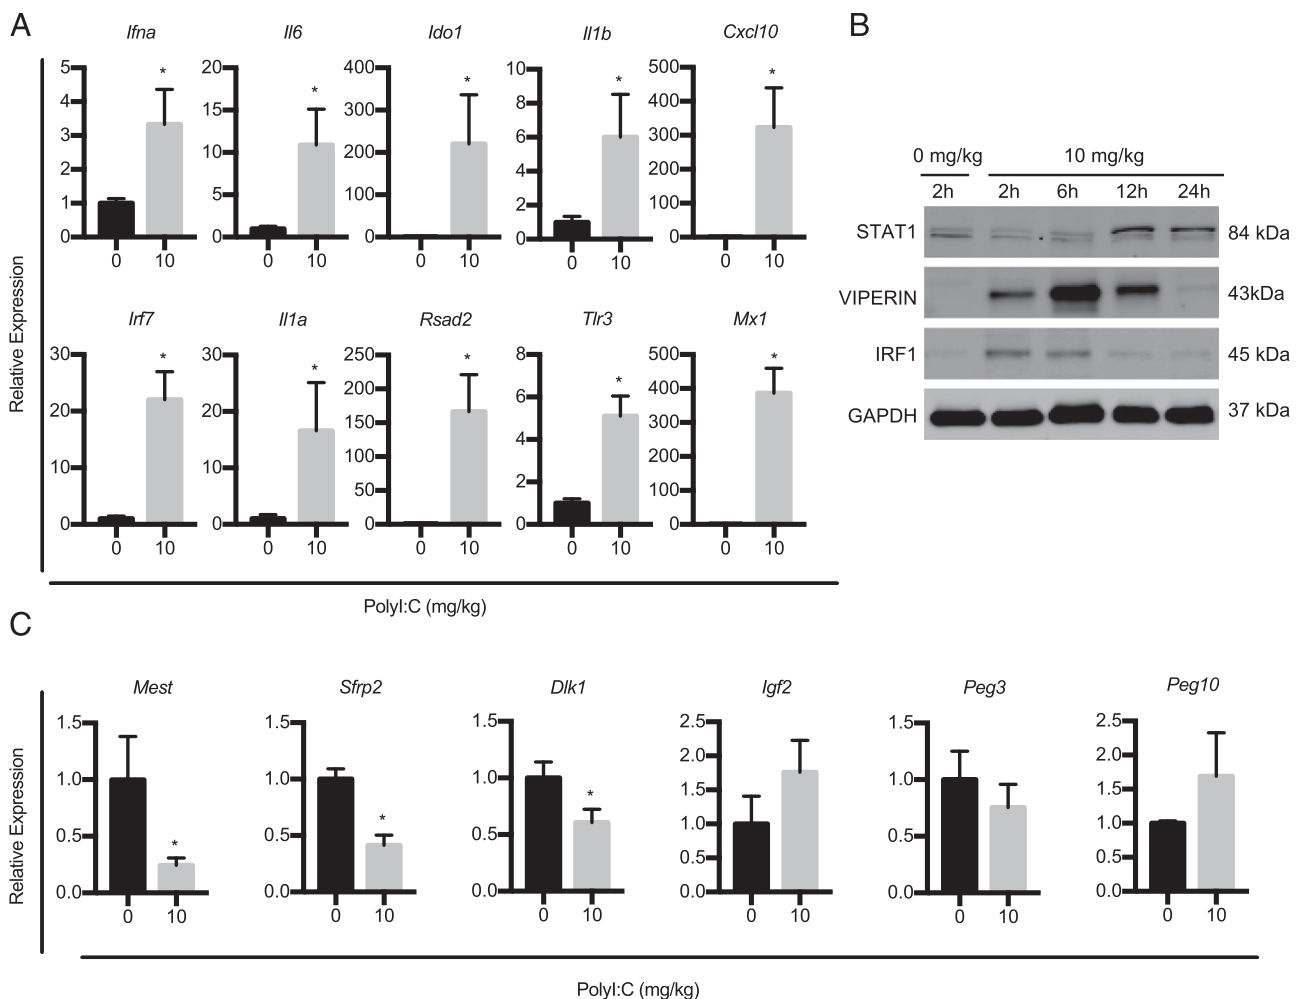 A
B
Ifna Il6 Ido1 Il1b Cxcl10
5 4 3 2 1 0
20 15 10 5 0
400 300 200 100 0
10 8 6 4 2 0
500 400 300 200 100 0
* * * * *
0 10 0 10 0 10 0 10 0 10
Relative Expression
Irf7 Il1a Rsad2 Tlr3 Mx1
30 20 10 0
30 20 10 0
250 200 150 100 50 0
8 6 4 2 0
500 400 300 200 100 0
* * * * *
0 10 0 10 0 10 0 10 0 10
PolyI:C (mg/kg)
0 mg/kg 10 mg/kg
2h 2h 6h 12h 24h
STAT1 84 kDa
VIPERIN 43kDa
IRF1 45 kDa
GAPDH 37 kDa
C
Mest Sfrp2 Dlk1 Igf2 Peg3 Peg10
1.5 1.0 0.5 0.0
1.5 1.0 0.5 0.0
1.5 1.0 0.5 0.0
2.5 2.0 1.5 1.0 0.5 0.0
1.5 1.0 0.5 0.0
2.5 2.0 1.5 1.0 0.5 0.0
* * *
0 10 0 10 0 10 0 10 0 10 0 10
Relative Expression
PolyI:C (mg/kg)